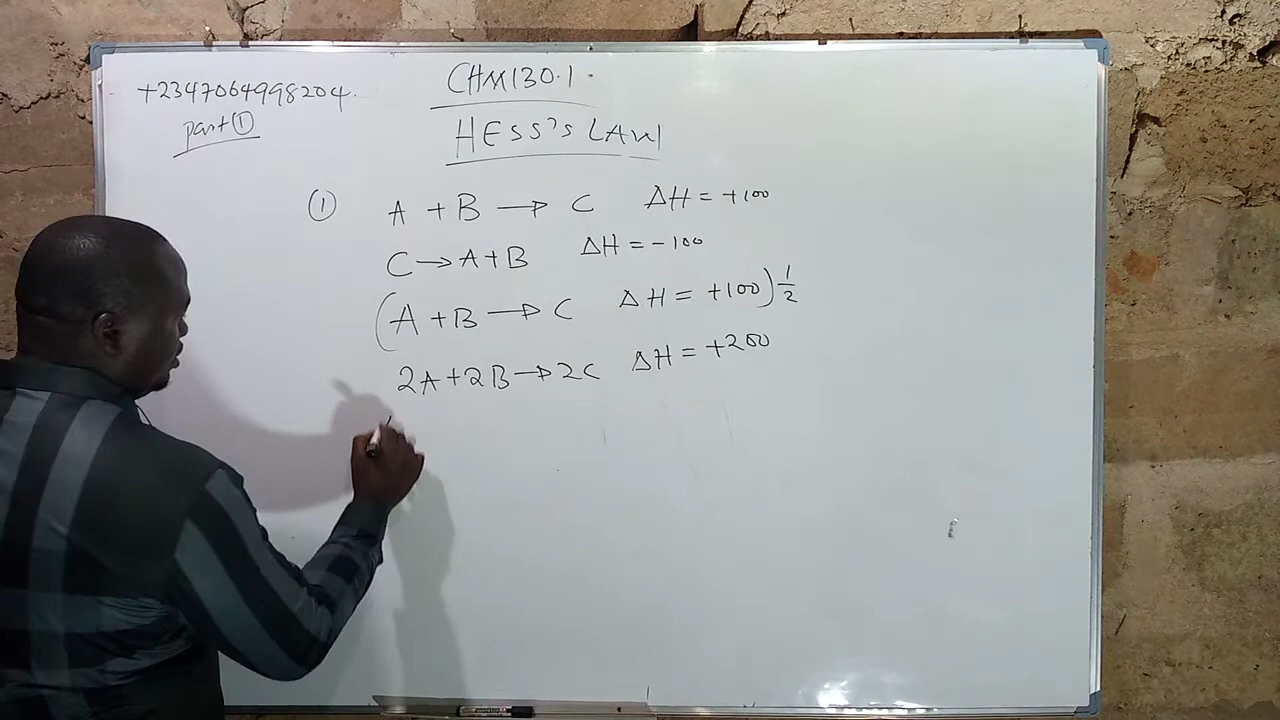 +2347064998204.
part ①
CHM130.1.
HESS'S LAW
① A + B → C ΔH = +100
C → A + B ΔH = -100
(A + B → C ΔH = +100) 1/2
2A + 2B → 2C ΔH = +200